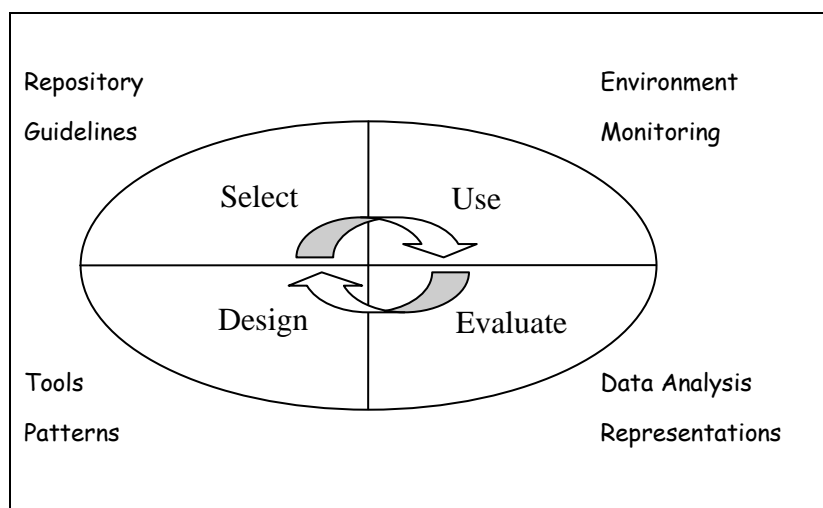 Repository
Environment
Guidelines
Monitoring
Select
Use
Design
Evaluate
Tools
Data Analysis
Patterns
Representations